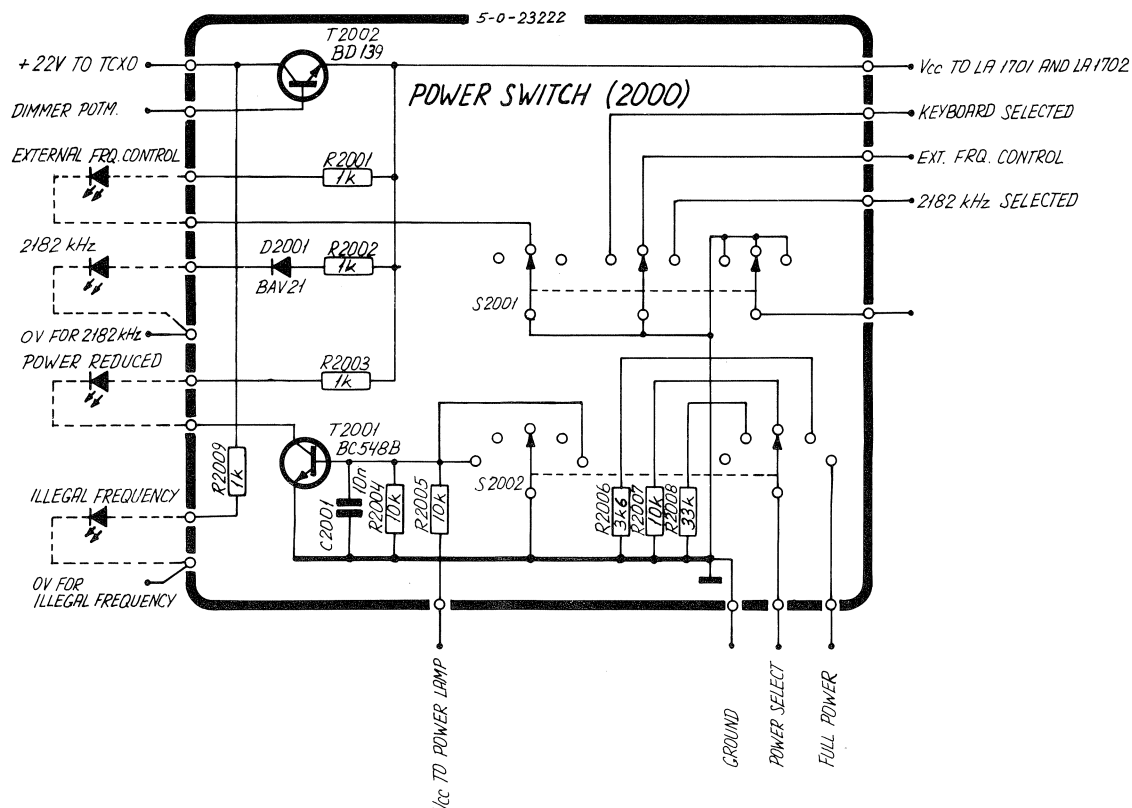 5-0-23222
T2002
BD139
+22V TO TCXO
Vcc TO LA 1701 AND LA 1702
POWER SWITCH (2000)
DIMMER POTM.
KEYBOARD SELECTED
EXTERNAL FRQ. CONTROL
R2001
1k
EXT. FRQ. CONTROL
2182 kHz SELECTED
2182 kHz
D2001
BAV21
R2002
1k
S2001
0V FOR 2182kHz
POWER REDUCED
R2003
1k
T2001
BC548B
R2009
1k
C2001
10n
R2004
10k
R2005
10k
S2002
R2006
3k6
R2007
10k
R2008
33k
ILLEGAL FREQUENCY
0V FOR
ILLEGAL FREQUENCY
Vcc TO POWER LAMP
GROUND
POWER SELECT
FULL POWER